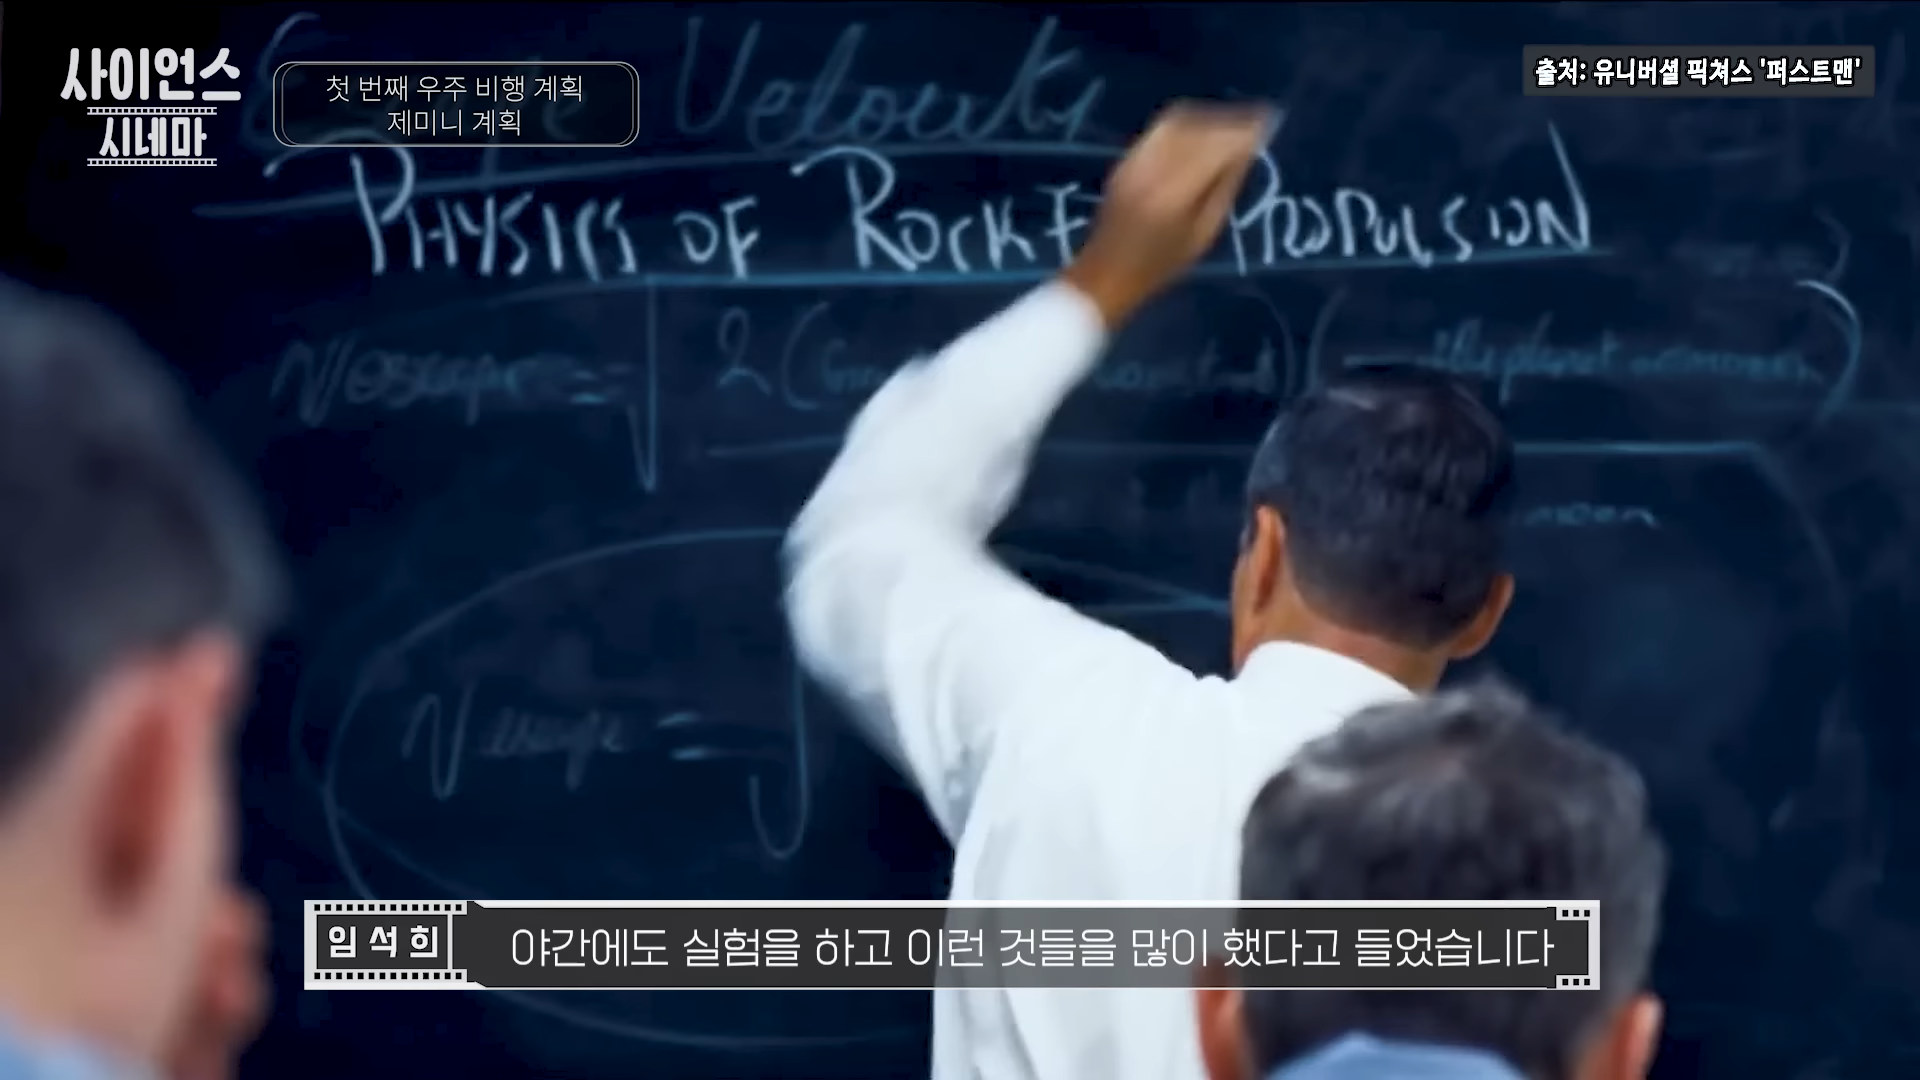 사이언스
시네마
첫 번째 우주 비행 계획
제미니 계획
출처: 유니버셜 픽쳐스 '퍼스트맨'
Velocity
PHYSICS OF ROCKET PROPULSION
Vescape = √ 2(
V escape = √
임석희
야간에도 실험을 하고 이런 것들을 많이 했다고 들었습니다